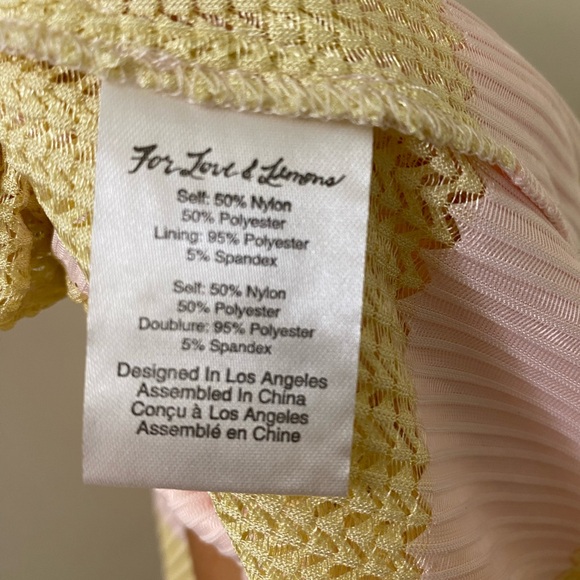 For Love & Lemons
Self: 50% Nylon
50% Polyester
Lining: 95% Polyester
5% Spandex
Self: 50% Nylon
50% Polyester
Doublure: 95% Polyester
5% Spandex
Designed In Los Angeles
Assembled In China
Conçu à Los Angeles
Assemblé en Chine